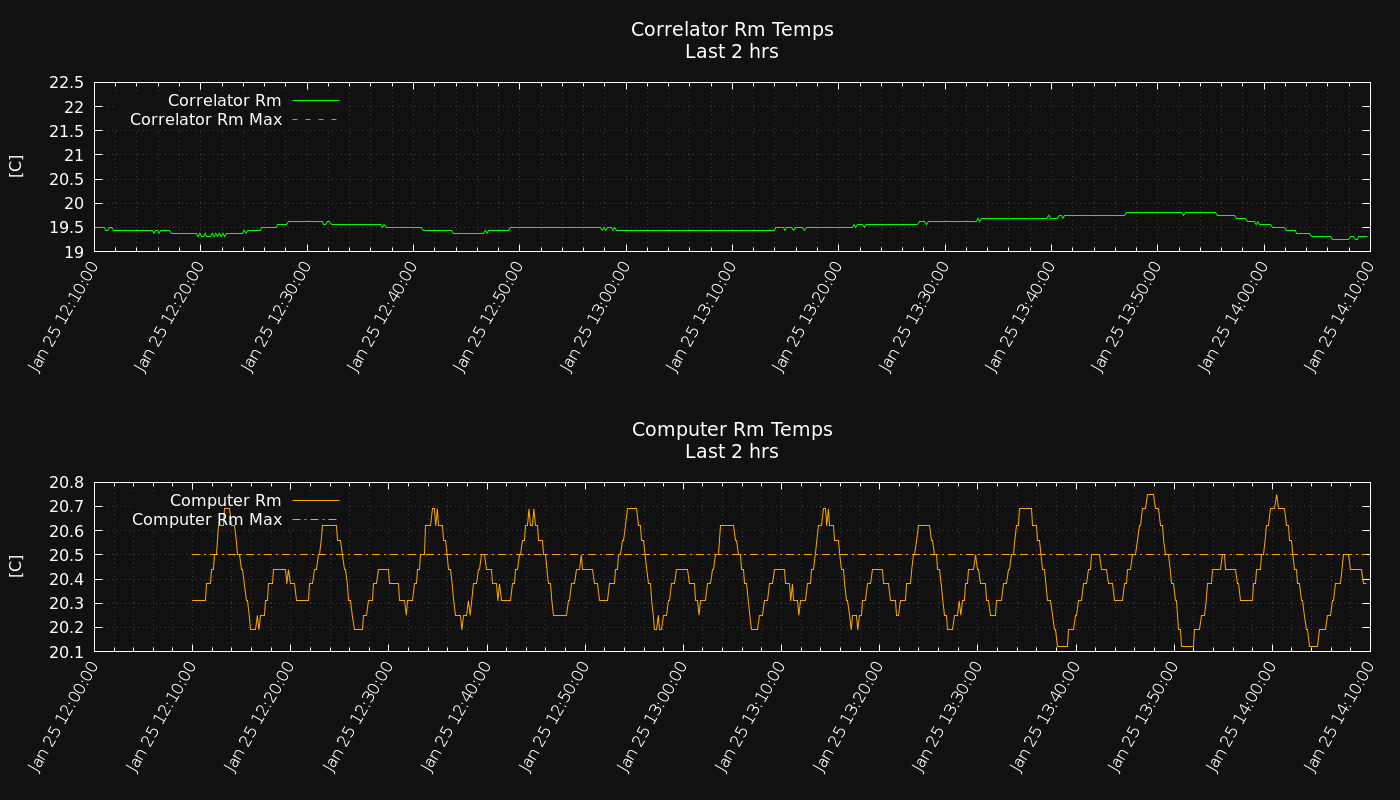 Correlator Rm Temps
Last 2 hrs
22.5
22
21.5
21
20.5
20
19.5
19
[C]
Correlator Rm
Correlator Rm Max
Jan 25 12:10:00
Jan 25 12:20:00
Jan 25 12:30:00
Jan 25 12:40:00
Jan 25 12:50:00
Jan 25 13:00:00
Jan 25 13:10:00
Jan 25 13:20:00
Jan 25 13:30:00
Jan 25 13:40:00
Jan 25 13:50:00
Jan 25 14:00:00
Jan 25 14:10:00
Computer Rm Temps
Last 2 hrs
20.8
20.7
20.6
20.5
20.4
20.3
20.2
20.1
[C]
Computer Rm
Computer Rm Max
Jan 25 12:00:00
Jan 25 12:10:00
Jan 25 12:20:00
Jan 25 12:30:00
Jan 25 12:40:00
Jan 25 12:50:00
Jan 25 13:00:00
Jan 25 13:10:00
Jan 25 13:20:00
Jan 25 13:30:00
Jan 25 13:40:00
Jan 25 13:50:00
Jan 25 14:00:00
Jan 25 14:10:00